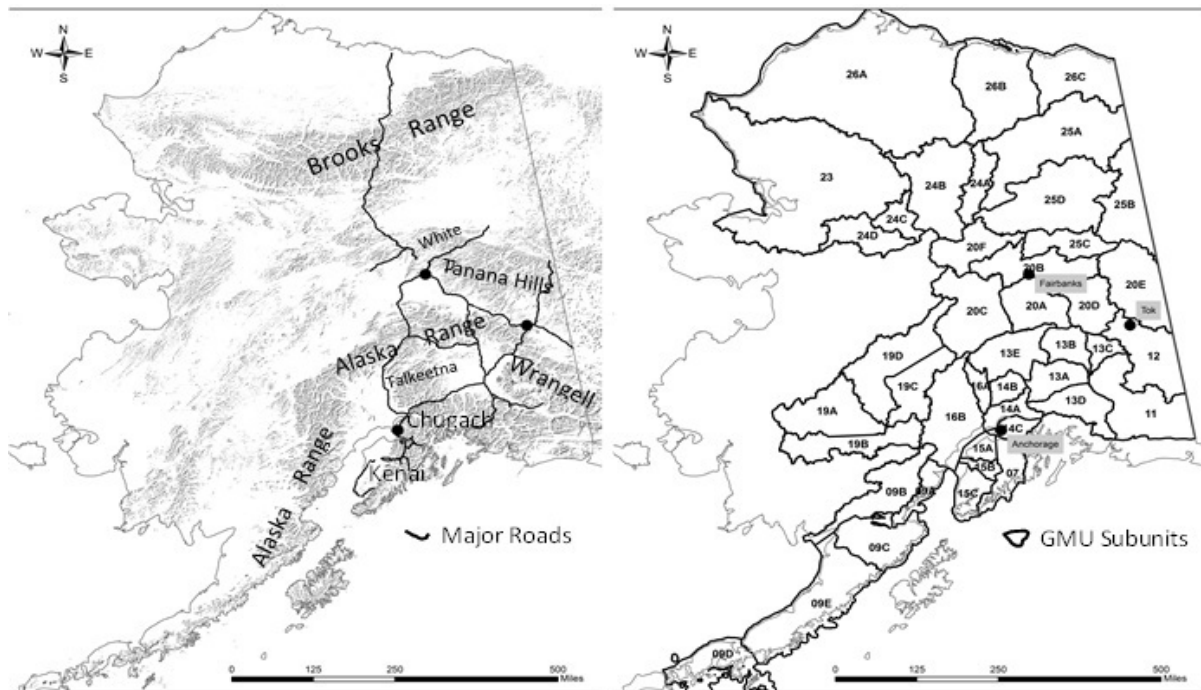 N
W E
S
Brooks Range
White
Tanana Hills
Alaska Range
Talkeetna
Wrangell
Chugach
Kenai
Alaska Range
Major Roads
0 125 250 500
Miles
N
W E
S
26A
26B
26C
25A
23
24B
24A
25D
25B
24C
24D
20F
25C
20B
Fairbanks
20E
20C
20A
20D
Tok
19D
13E
13B
13C
12
19C
16A
14B
13A
19A
16B
14A
13D
11
14C
Anchorage
19B
15A
15B
07
09B
09A
15C
09C
GMU Subunits
09E
09D
0 125 250 500
Miles